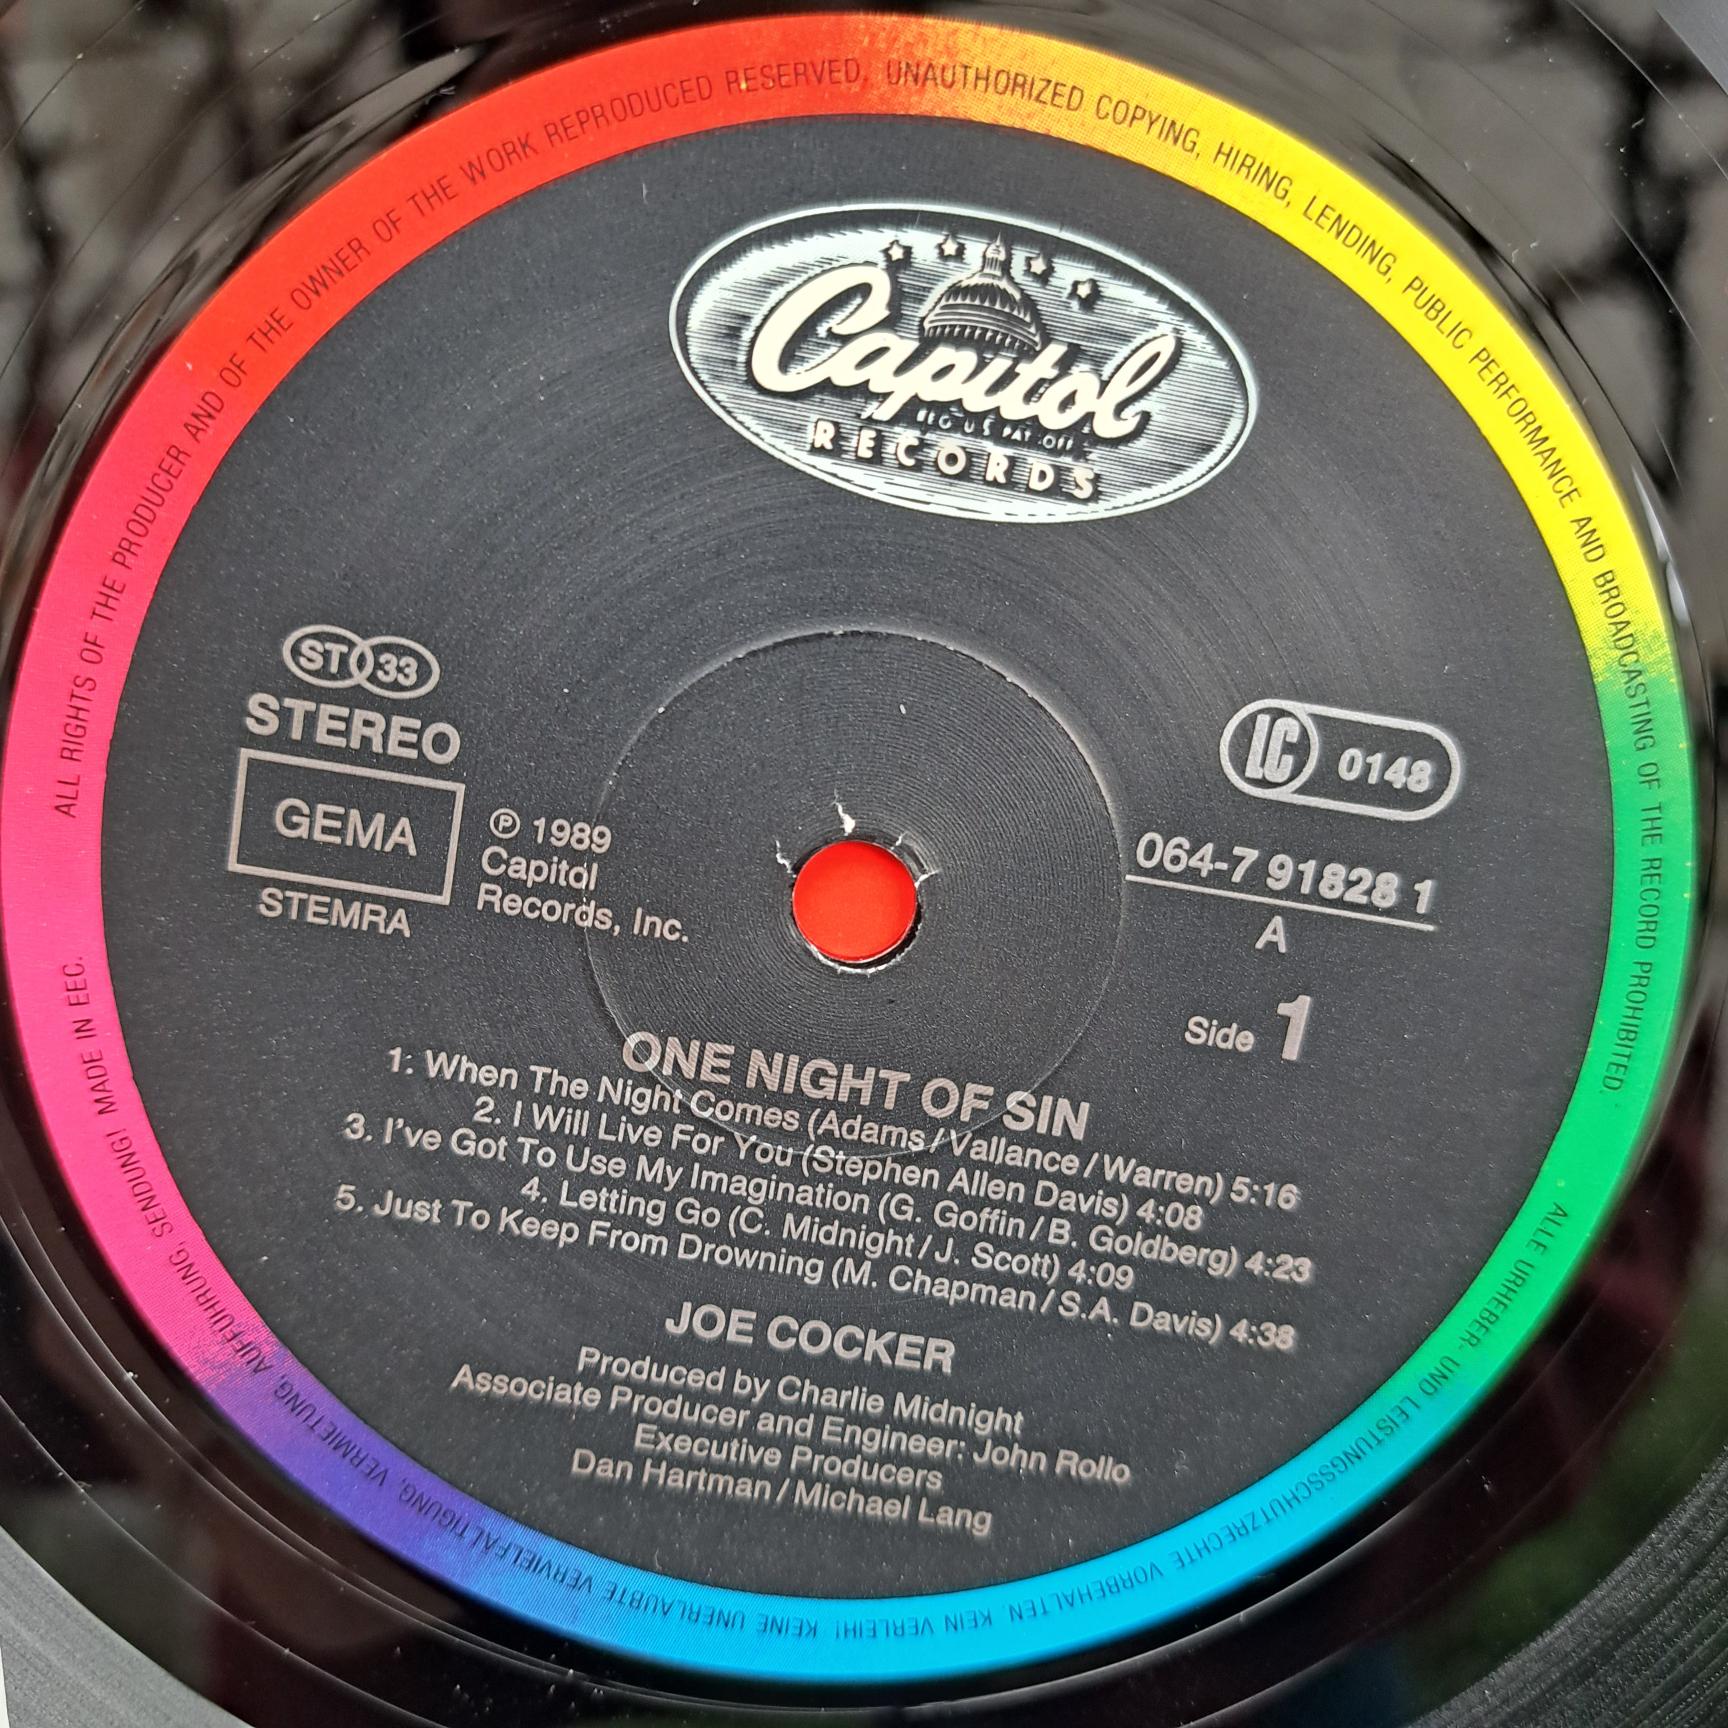 ALL RIGHTS OF THE PRODUCER AND OF THE OWNER OF THE WORK REPRODUCED RESERVED. UNAUTHORIZED COPYING, HIRING, LENDING, PUBLIC PERFORMANCE AND BROADCASTING OF THE RECORD PROHIBITED.
Capitol
REG. U.S. PAT. OFF.
RECORDS
ST 33
STEREO
GEMA
STEMRA
℗ 1989
Capitol
Records, Inc.
LC 0148
064-7 91828 1
A
Side 1
ONE NIGHT OF SIN
1: When The Night Comes (Adams/Vallance/Warren) 5:16
2. I Will Live For You (Stephen Allen Davis) 4:08
3. I've Got To Use My Imagination (G. Goffin/B. Goldberg) 4:23
4. Letting Go (C. Midnight/J. Scott) 4:09
5. Just To Keep From Drowning (M. Chapman/S.A. Davis) 4:38
JOE COCKER
Produced by Charlie Midnight
Associate Producer and Engineer: John Rollo
Executive Producers
Dan Hartman/Michael Lang
ALLE URHEBER- UND LEISTUNGSSCHUTZRECHTE VORBEHALTEN. KEIN VERLEIH! KEINE UNERLAUBTE VERVIELFÄLTIGUNG, VERMIETUNG, AUFFÜHRUNG, SENDUNG! MADE IN EEC.